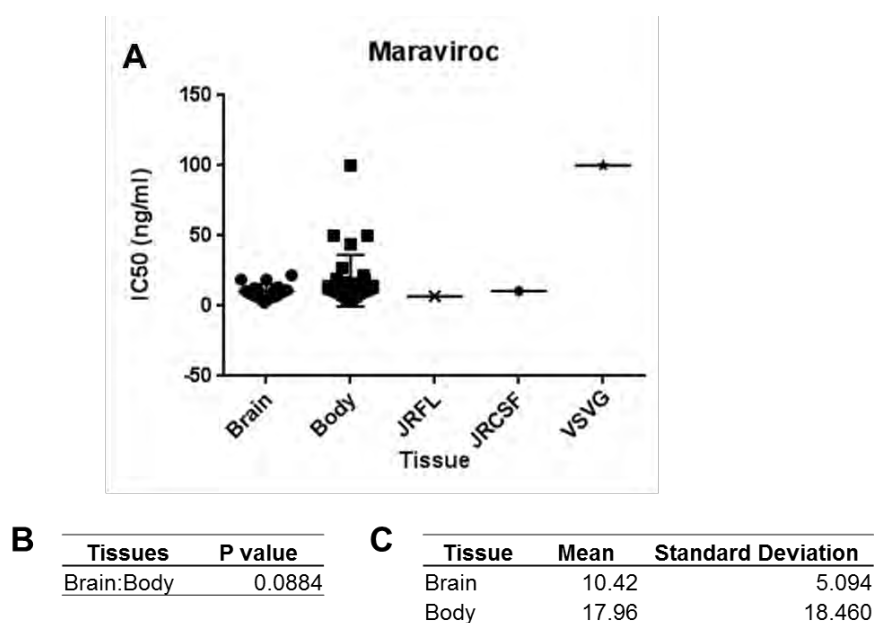 A
Maraviroc
150
100
50
0
-50
IC50 (ng/ml)
Brain
Body
JRFL
JRCSF
VSVG
Tissue
B
Tissues P value
Brain:Body 0.0884
C
Tissue Mean Standard Deviation
Brain 10.42 5.094
Body 17.96 18.460